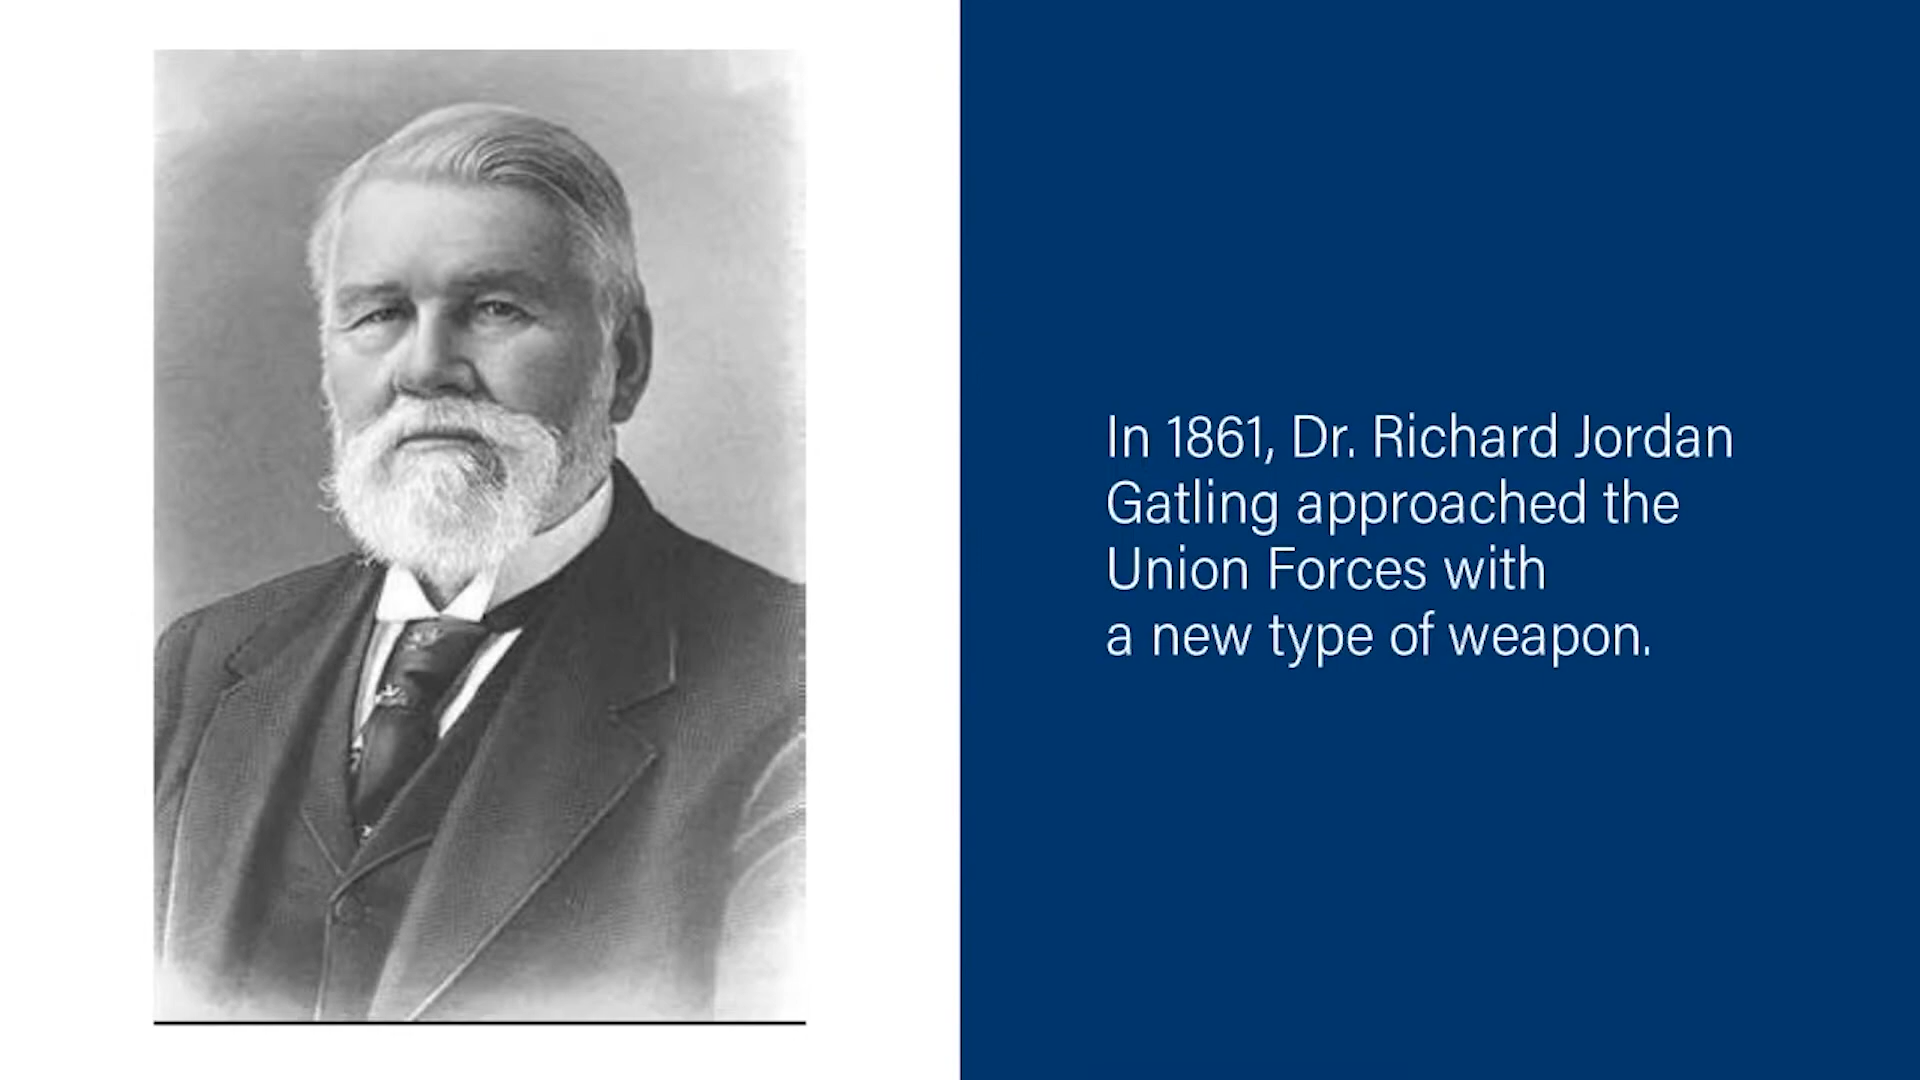 In 1861, Dr. Richard Jordan
Gatling approached the
Union Forces with
a new type of weapon.